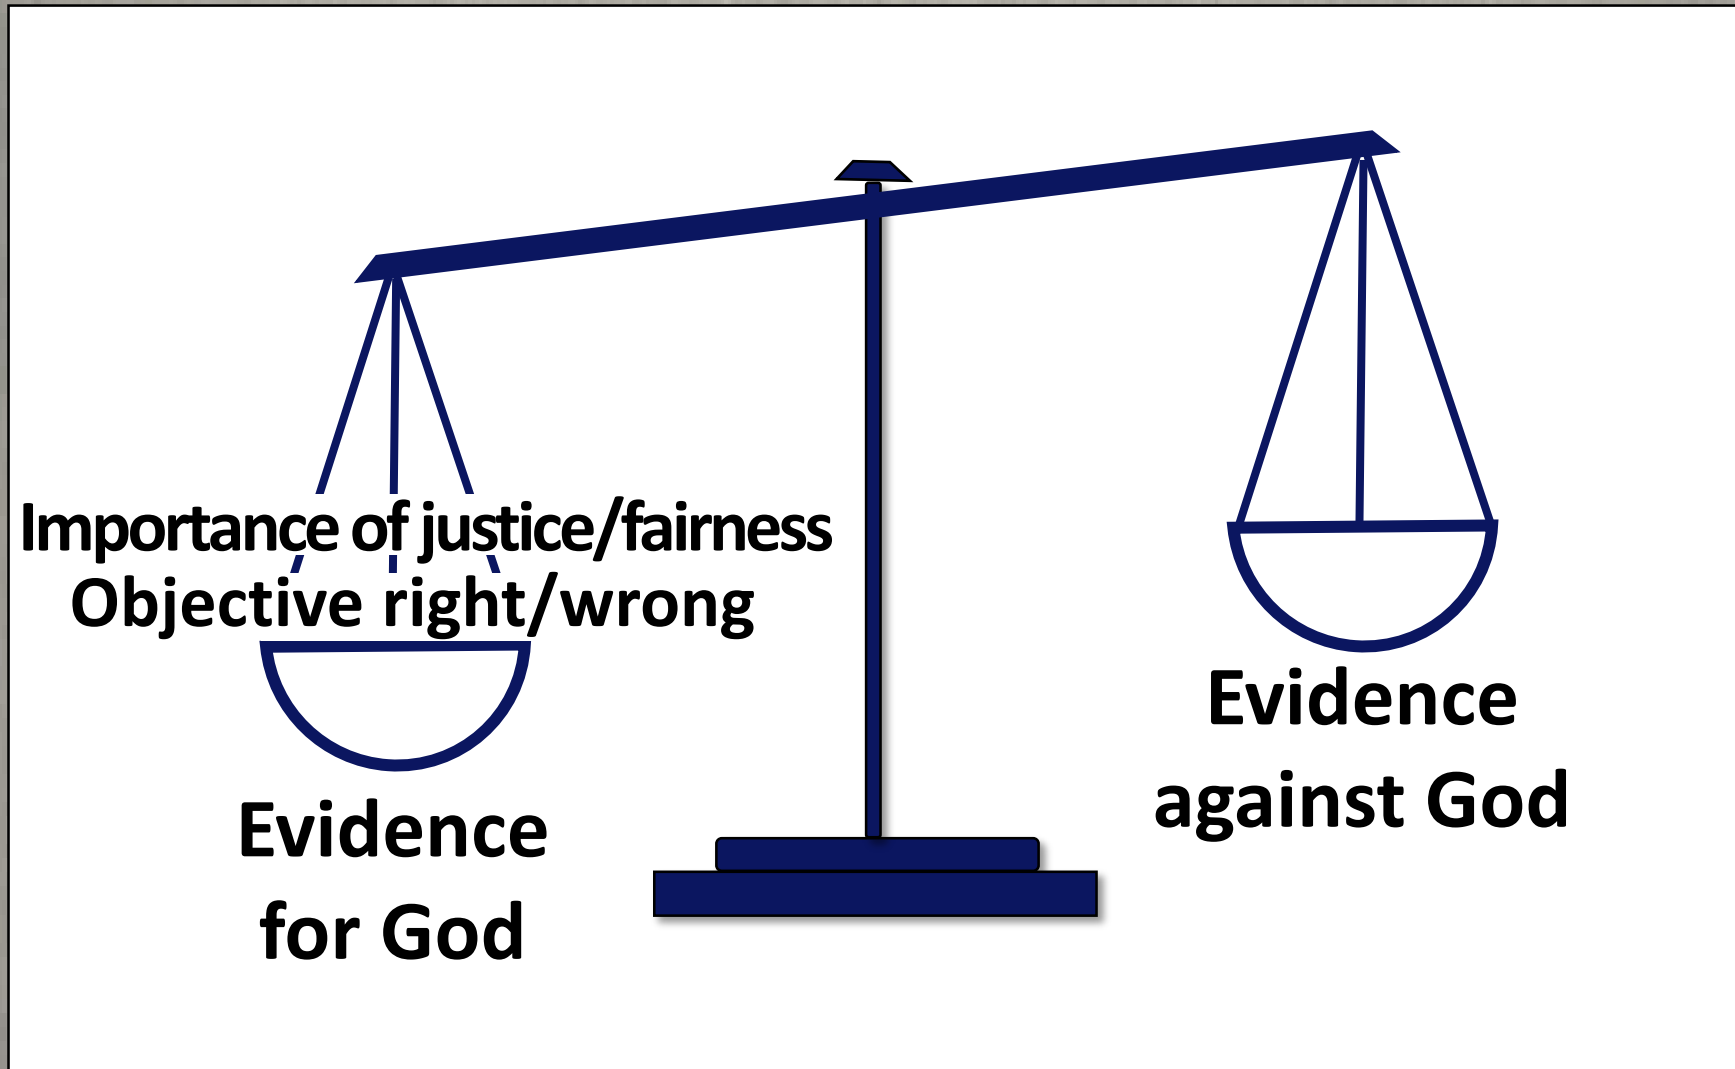 Importance of justice/fairness
Objective right/wrong
Evidence
for God
Evidence
against God